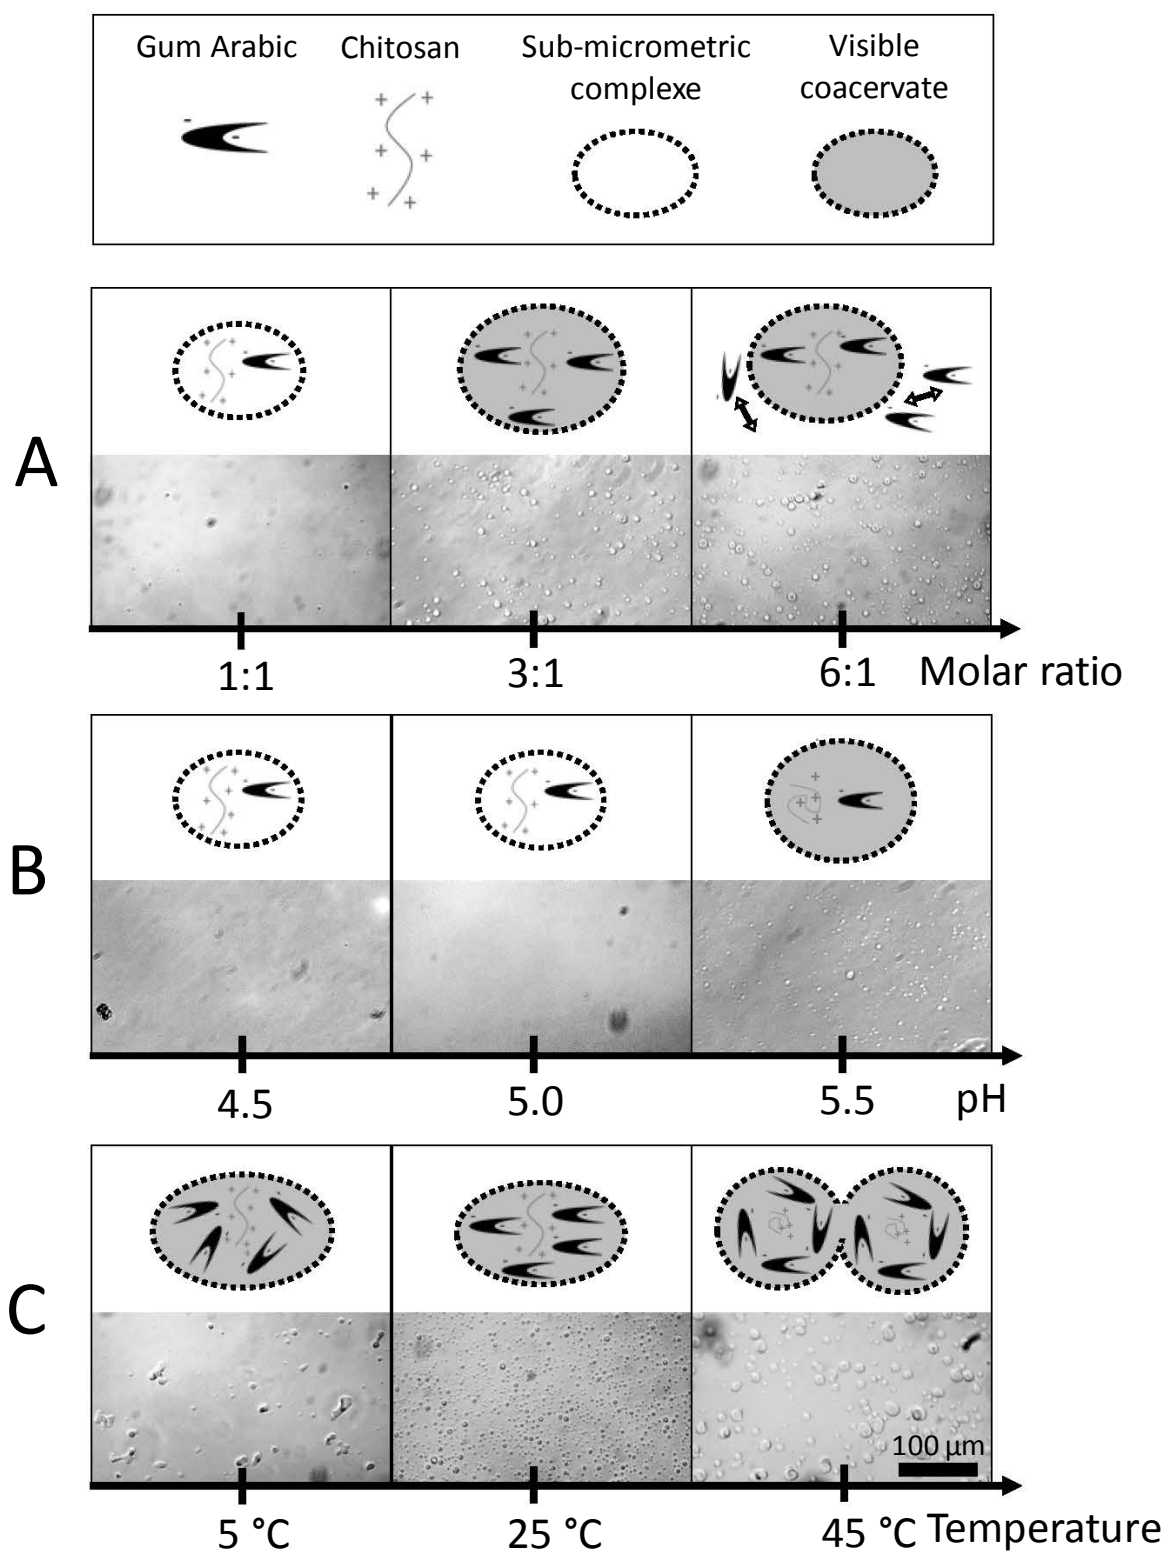 Gum Arabic
Chitosan
Sub-micrometric
complexe
Visible
coacervate
A
1:1
3:1
6:1
Molar ratio
B
4.5
5.0
5.5
pH
C
100 µm
5 °C
25 °C
45 °C
Temperature